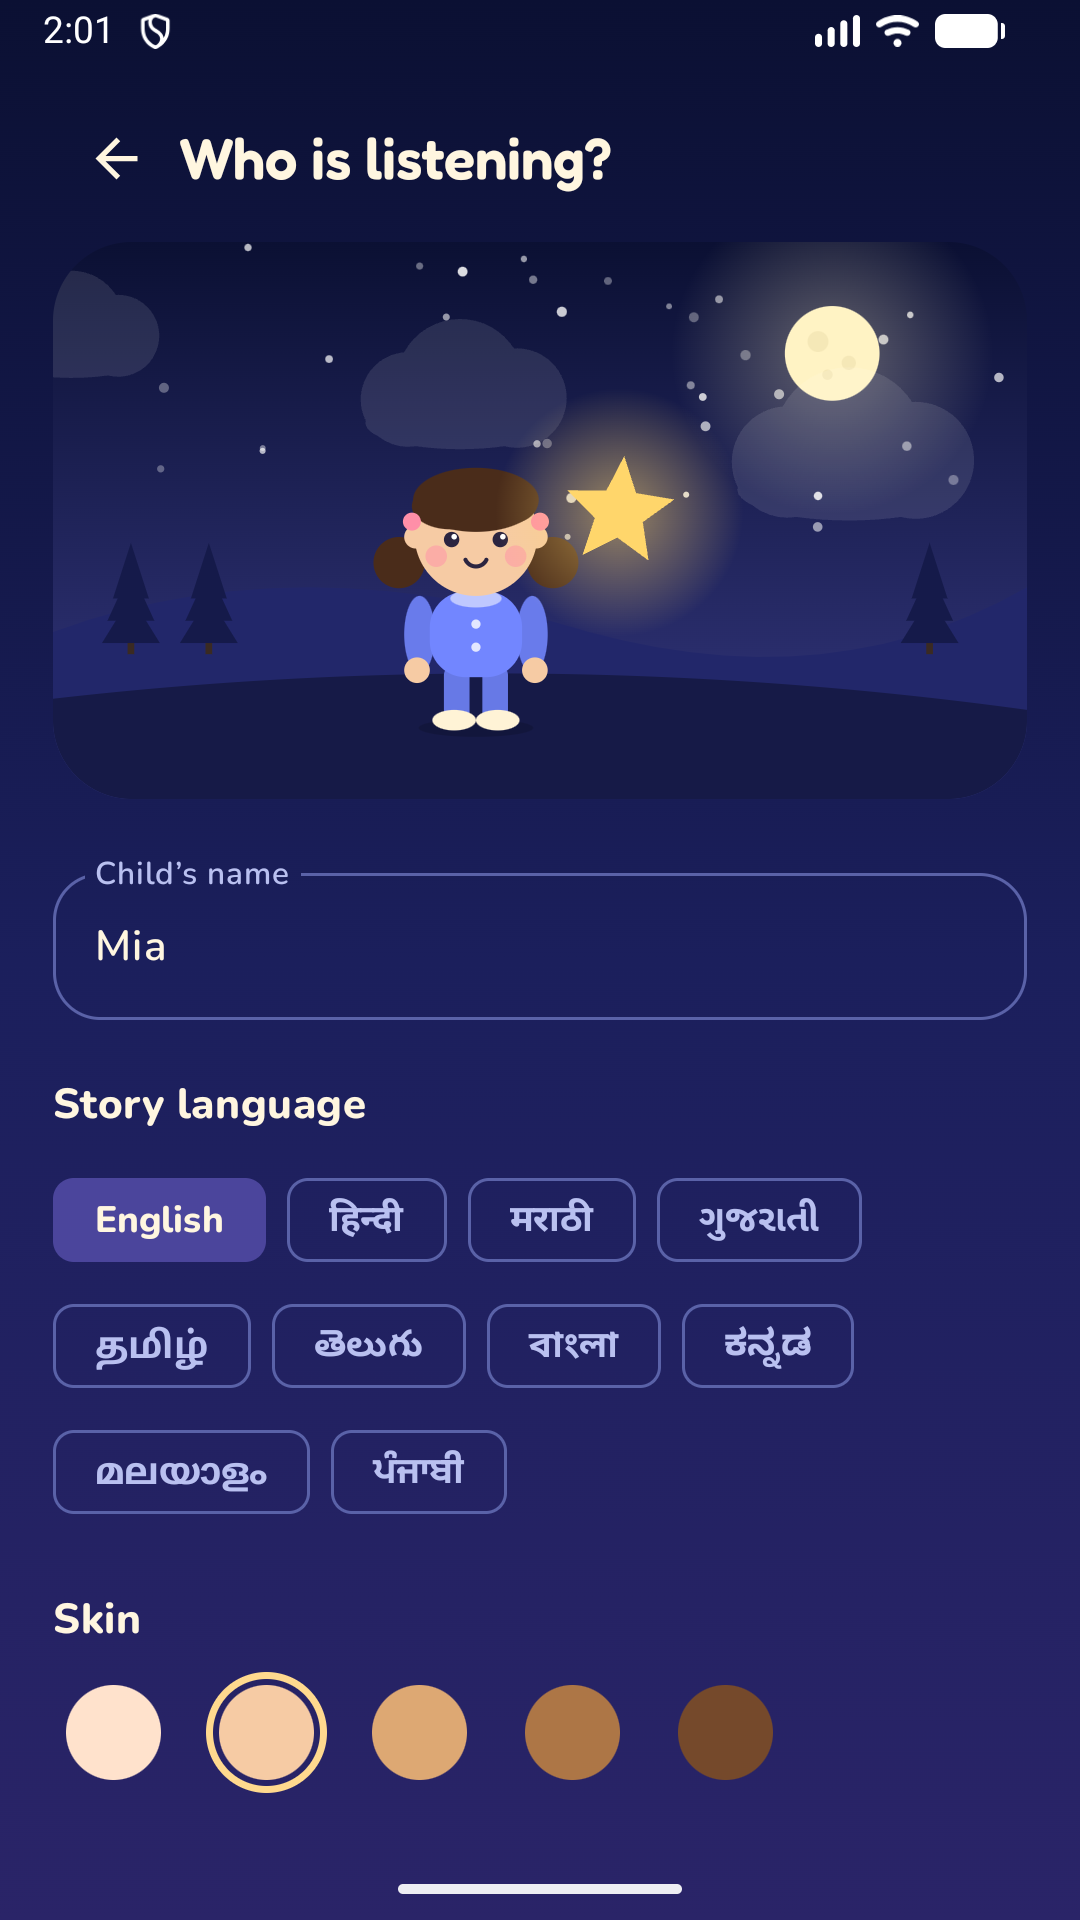 2:01
Who is listening?
Child’s name
Mia
Story language
English हिन्दी मराठी ગુજરાતી
தமிழ் తెలుగు বাংলা ಕನ್ನಡ
മലയാളം ਪੰਜਾਬੀ
Skin